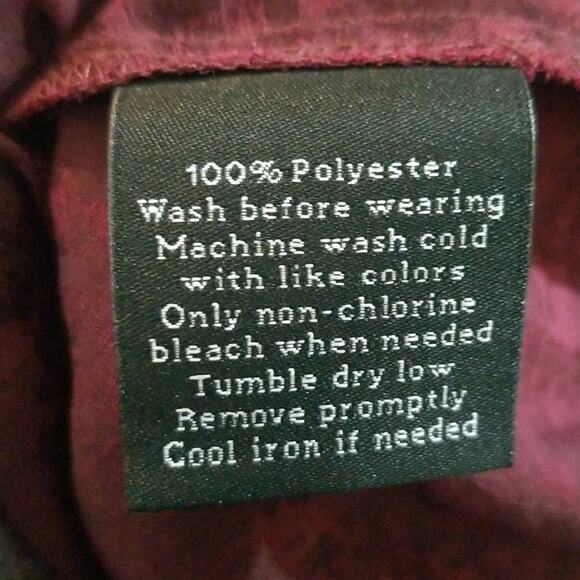 100% Polyester
Wash before wearing
Machine wash cold
with like colors
Only non-chlorine
bleach when needed
Tumble dry low
Remove promptly
Cool iron if needed